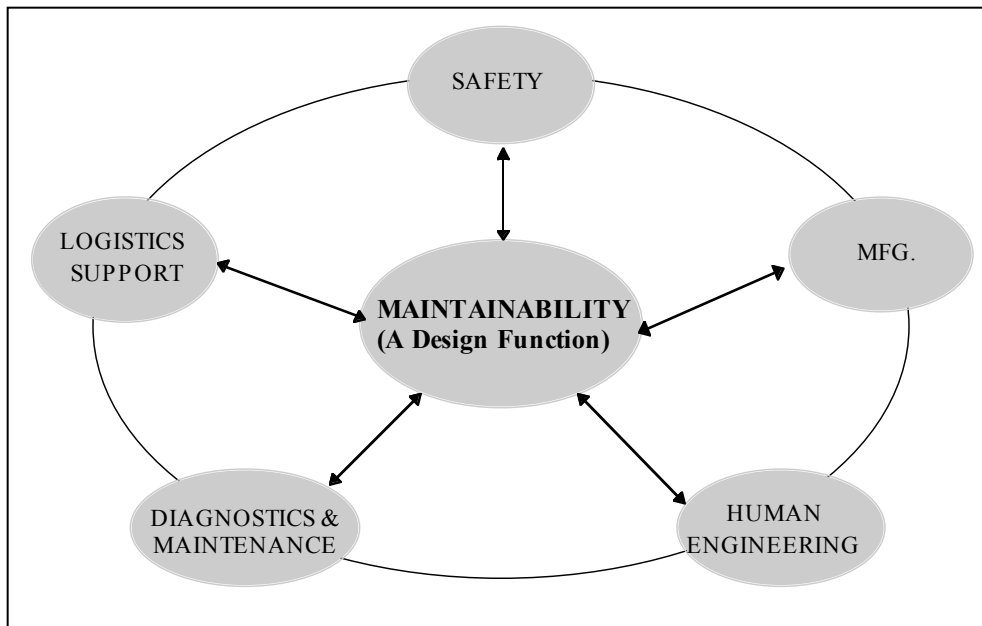 SAFETY
LOGISTICS
SUPPORT
MFG.
MAINTAINABILITY
(A Design Function)
DIAGNOSTICS &
MAINTENANCE
HUMAN
ENGINEERING